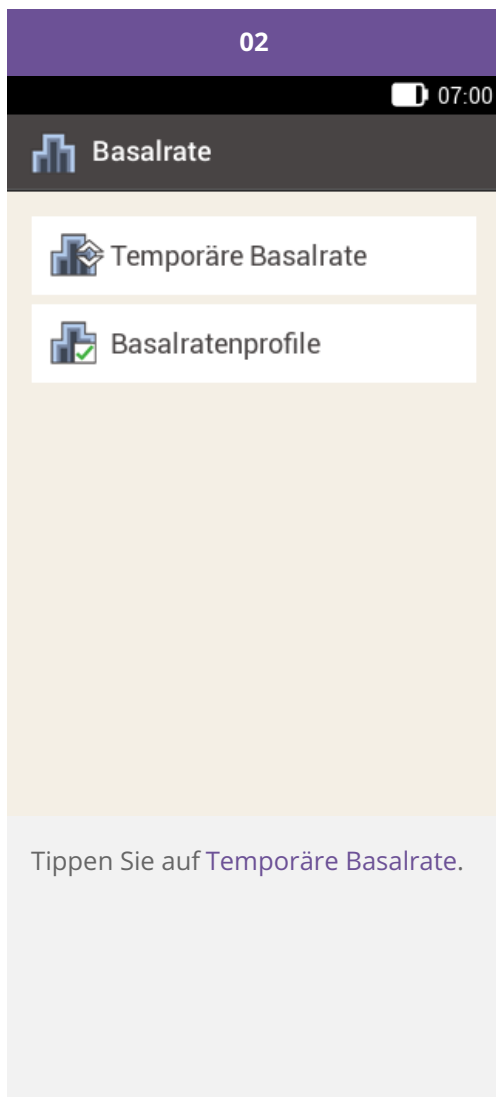 02
07:00
Basalrate
Temporäre Basalrate
Basalratenprofile
Tippen Sie auf Temporäre Basalrate.